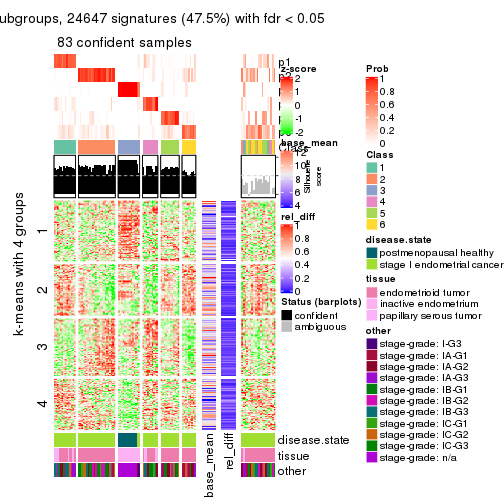 ubgroups, 24647 signatures (47.5%) with fdr < 0.05
83 confident samples
p1
z-score
2
1
0
-1
-2
Prob
1
0.8
0.6
0.4
0.2
0
Class
1
2
3
4
5
6
base_mean
12
10
8
6
4
Silhouette
score
rel_diff
1
0.8
0.6
0.4
0.2
0
Status (barplots)
confident
ambiguous
disease.state
postmenopausal healthy
stage I endometrial cancer
tissue
endometrioid tumor
inactive endometrium
papillary serous tumor
other
stage-grade: I-G3
stage-grade: IA-G1
stage-grade: IA-G2
stage-grade: IA-G3
stage-grade: IB-G1
stage-grade: IB-G2
stage-grade: IB-G3
stage-grade: IC-G1
stage-grade: IC-G2
stage-grade: IC-G3
stage-grade: n/a
k-means with 4 groups
1
2
3
4
disease.state
tissue
other
base_mean
rel_diff